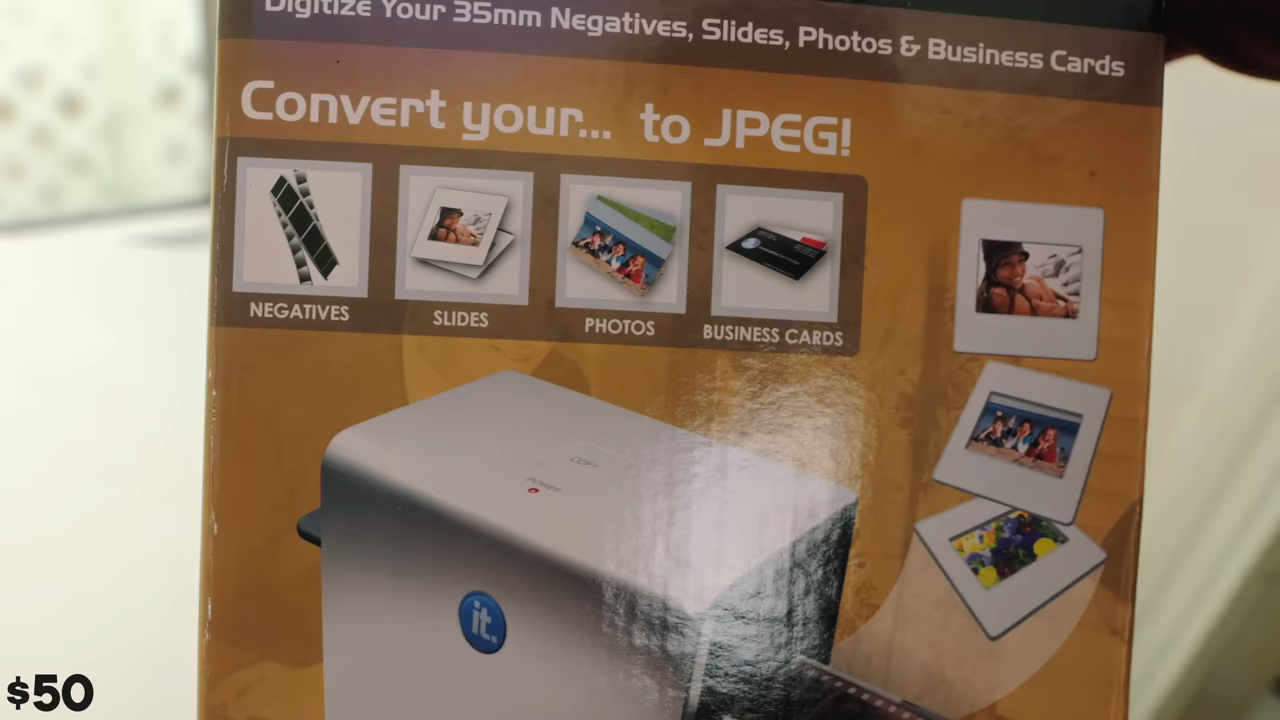 Digitize Your 35mm Negatives, Slides, Photos & Business Cards
Convert your... to JPEG!
NEGATIVES
SLIDES
PHOTOS
BUSINESS CARDS
COPY
POWER
it.
$50